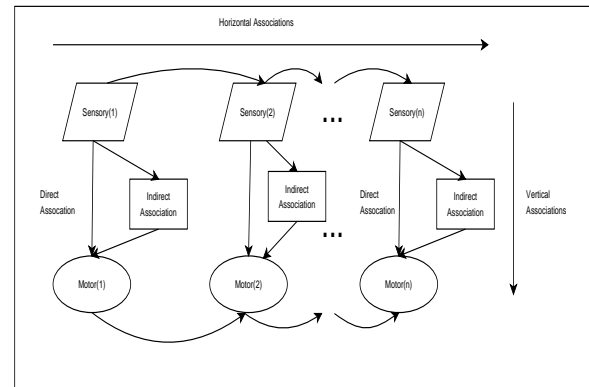 Horizontal Associations
Sensory(1)
Sensory(2)
...
Sensory(n)
Direct
Assocation
Indirect
Association
Indirect
Association
Direct
Assocation
Indirect
Association
Vertical
Associations
...
Motor(1)
Motor(2)
Motor(n)